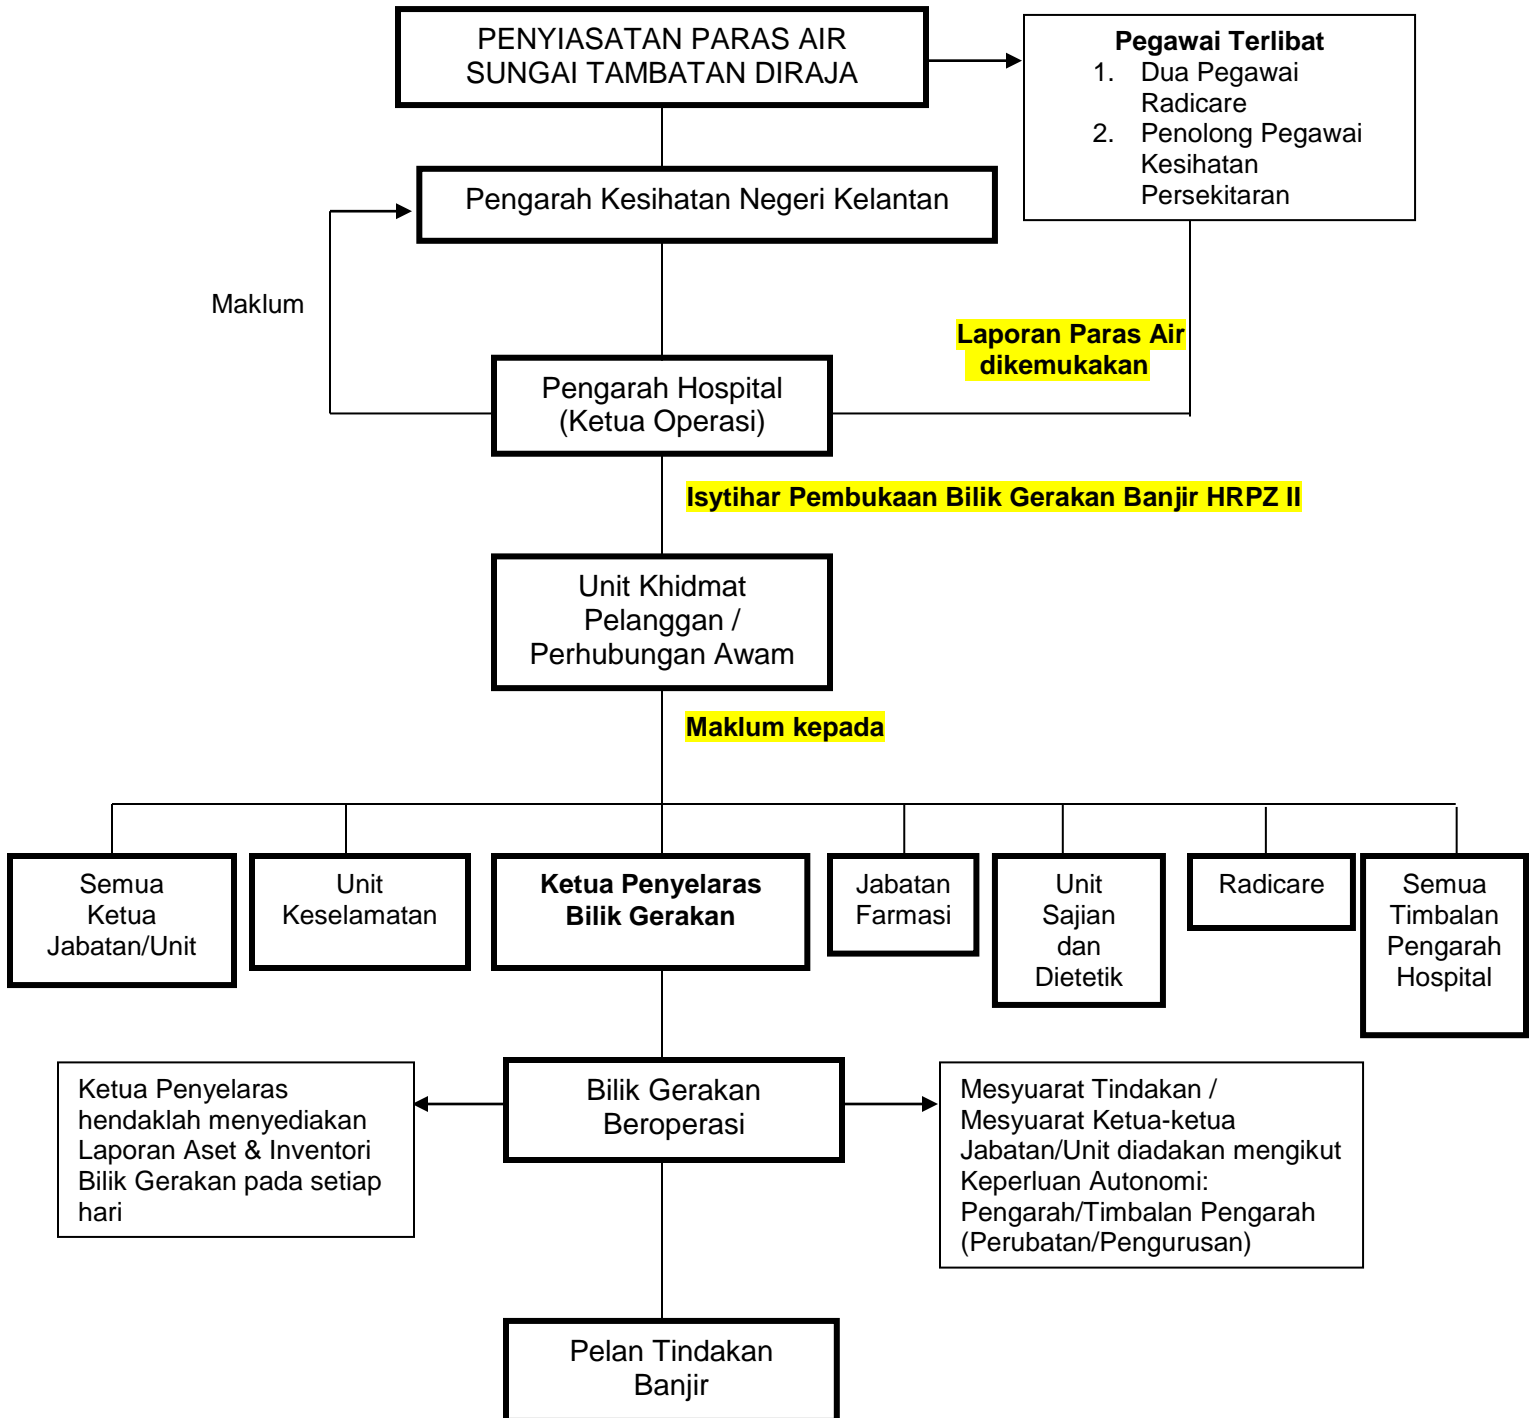 PENYIASATAN PARAS AIR
SUNGAI TAMBATAN DIRAJA
Pegawai Terlibat
1. Dua Pegawai
Radicare
2. Penolong Pegawai
Kesihatan
Persekitaran
Pengarah Kesihatan Negeri Kelantan
Maklum
Laporan Paras Air
dikemukakan
Pengarah Hospital
(Ketua Operasi)
Isytihar Pembukaan Bilik Gerakan Banjir HRPZ II
Unit Khidmat
Pelanggan /
Perhubungan Awam
Maklum kepada
Semua
Ketua
Jabatan/Unit
Unit
Keselamatan
Ketua Penyelaras
Bilik Gerakan
Jabatan
Farmasi
Unit
Sajian
dan
Dietetik
Radicare
Semua
Timbalan
Pengarah
Hospital
Ketua Penyelaras
hendaklah menyediakan
Laporan Aset & Inventori
Bilik Gerakan pada setiap
hari
Bilik Gerakan
Beroperasi
Mesyuarat Tindakan /
Mesyuarat Ketua-ketua
Jabatan/Unit diadakan mengikut
Keperluan Autonomi:
Pengarah/Timbalan Pengarah
(Perubatan/Pengurusan)
Pelan Tindakan
Banjir